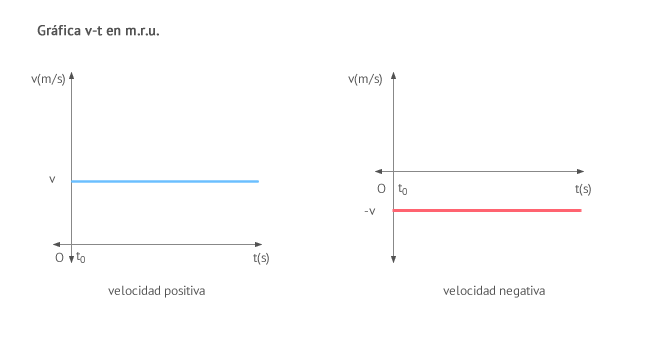 Gráfica v-t en m.r.u.
v(m/s)
v
O t0
t(s)
velocidad positiva
v(m/s)
O t0
t(s)
-v
velocidad negativa